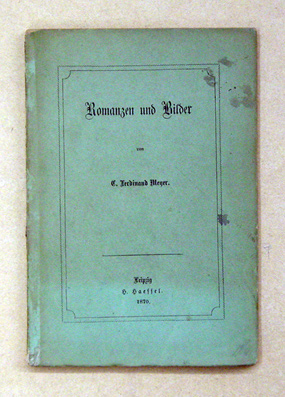 Romanzen und Bilder
von
C. Ferdinand Meyer.
Leipzig
H. Haessel.
1870.